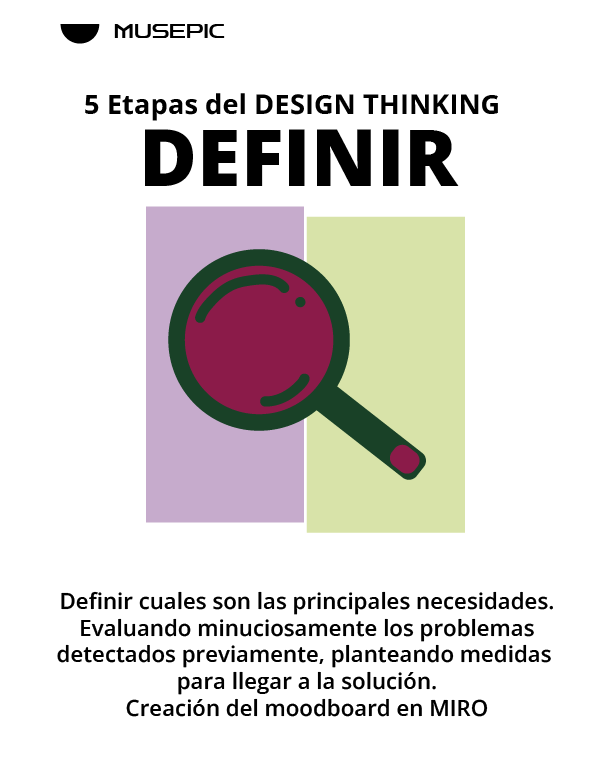 MUSEPIC
5 Etapas del DESIGN THINKING
DEFINIR
Definir cuales son las principales necesidades.
Evaluando minuciosamente los problemas
detectados previamente, planteando medidas
para llegar a la solución.
Creación del moodboard en MIRO